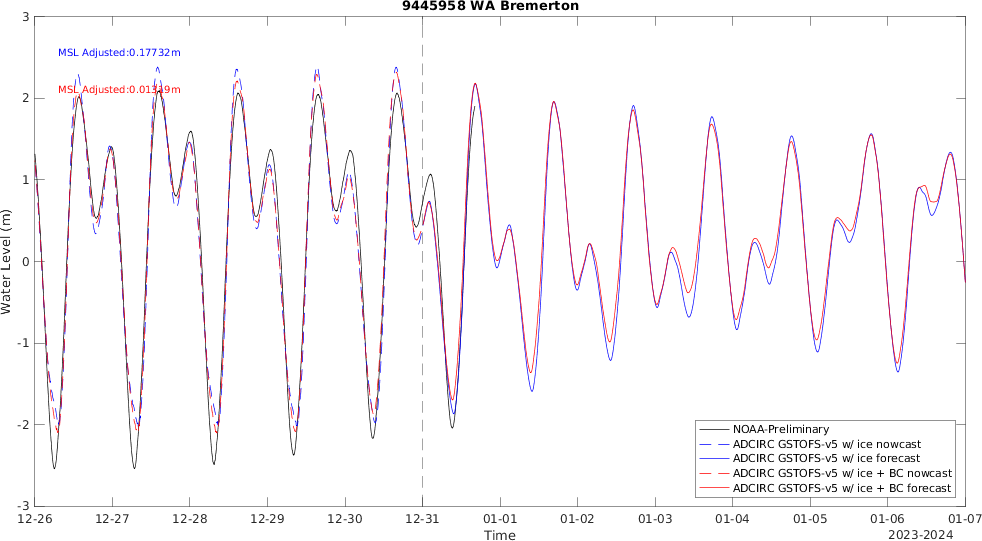 9445958 WA Bremerton
MSL Adjusted:0.17732m
MSL Adjusted:0.01319m
Water Level (m)
3
2
1
0
-1
-2
-3
NOAA-Preliminary
ADCIRC GSTOFS-v5 w/ ice nowcast
ADCIRC GSTOFS-v5 w/ ice forecast
ADCIRC GSTOFS-v5 w/ ice + BC nowcast
ADCIRC GSTOFS-v5 w/ ice + BC forecast
12-26 12-27 12-28 12-29 12-30 12-31 01-01 01-02 01-03 01-04 01-05 01-06 01-07
Time
2023-2024